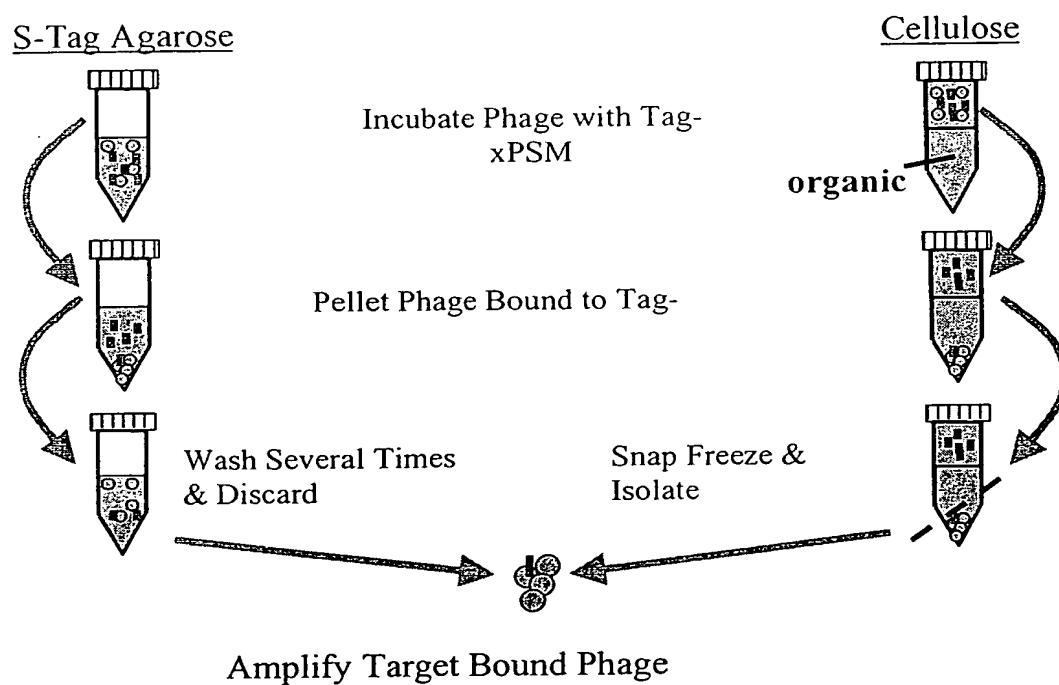 S-Tag Agarose
Cellulose
Incubate Phage with Tag-
xPSM
organic
Pellet Phage Bound to Tag-
Wash Several Times
& Discard
Snap Freeze &
Isolate
Amplify Target Bound Phage